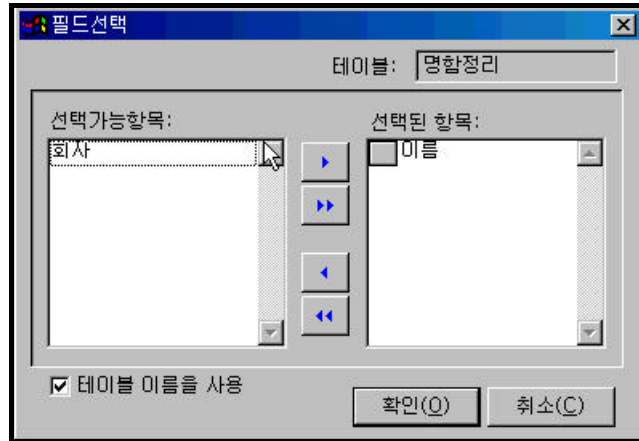 필드선택
테이블: 명함정리
선택가능항목:
선택된 항목:
회사
이름
테이블 이름을 사용
확인(O)
취소(C)